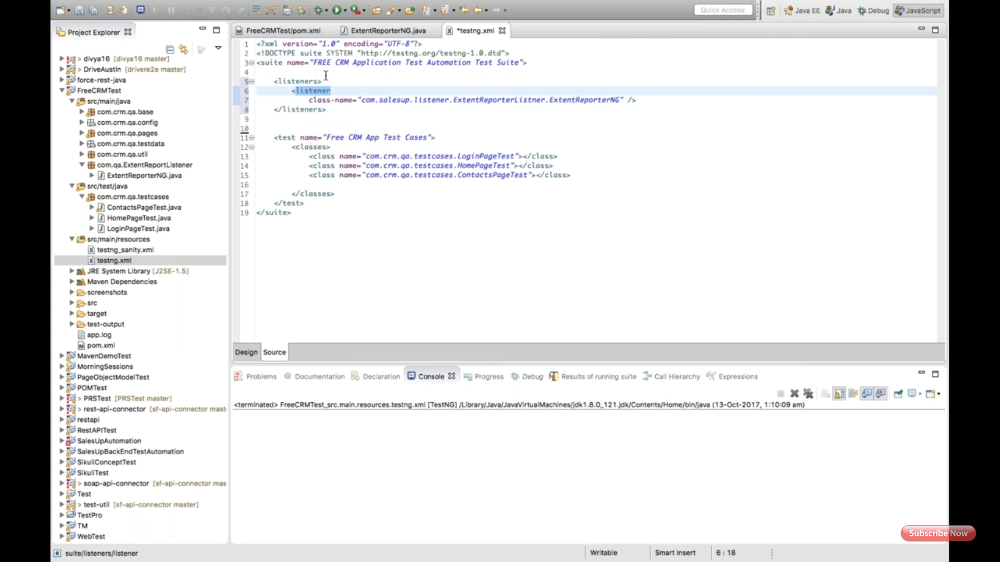 Quick Access
Java EE
Java
Debug
JavaScript
Project Explorer
FreeCRMTest/pom.xml
ExtentReporterNG.java
*testng.xml
> divya16 [divya16 master]
> DriveAustin [drivere2e master]
force-rest-java
FreeCRMTest
src/main/java
com.crm.qa.base
com.crm.qa.config
com.crm.qa.pages
com.crm.qa.testdata
com.crm.qa.util
com.qa.ExtentReportListener
ExtentReporterNG.java
src/test/java
com.crm.qa.testcases
ContactsPageTest.java
HomePageTest.java
LoginPageTest.java
src/main/resources
testng_sanity.xml
testng.xml
JRE System Library [J2SE-1.5]
Maven Dependencies
screenshots
src
target
test-output
app.log
pom.xml
MavenDemoTest
MorningSessions
PageObjectModelTest
POMTest
> PRSTest [PRSTest master]
> rest-api-connector [sf-api-connector mast
restapi
RestAPITest
SalesUpAutomation
SalesUpBackEndTestAutomation
SikuliConceptTest
SikuliTest
> soap-api-connector [sf-api-connector mas
Test
> test-util [sf-api-connector master]
TestPro
TM
WebTest
1 <?xml version="1.0" encoding="UTF-8"?>
2 <!DOCTYPE suite SYSTEM "http://testng.org/testng-1.0.dtd">
3 <suite name="FREE CRM Application Test Automation Test Suite">
4
5 <listeners>
6 <listener
7 class-name="com.salesup.listener.ExtentReporterListner.ExtentReporterNG" />
8 </listeners>
9
10
11 <test name="Free CRM App Test Cases">
12 <classes>
13 <class name="com.crm.qa.testcases.LoginPageTest"></class>
14 <class name="com.crm.qa.testcases.HomePageTest"></class>
15 <class name="com.crm.qa.testcases.ContactsPageTest"></class>
16
17 </classes>
18 </test>
19 </suite>
Design
Source
Problems
Documentation
Declaration
Console
Progress
Debug
Results of running suite
Call Hierarchy
Expressions
<terminated> FreeCRMTest_src.main.resources.testng.xml [TestNG] /Library/Java/JavaVirtualMachines/jdk1.8.0_121.jdk/Contents/Home/bin/java (13-Oct-2017, 1:10:09 am)
Subscribe Now
suite/listeners/listener
Writable
Smart Insert
6 : 18